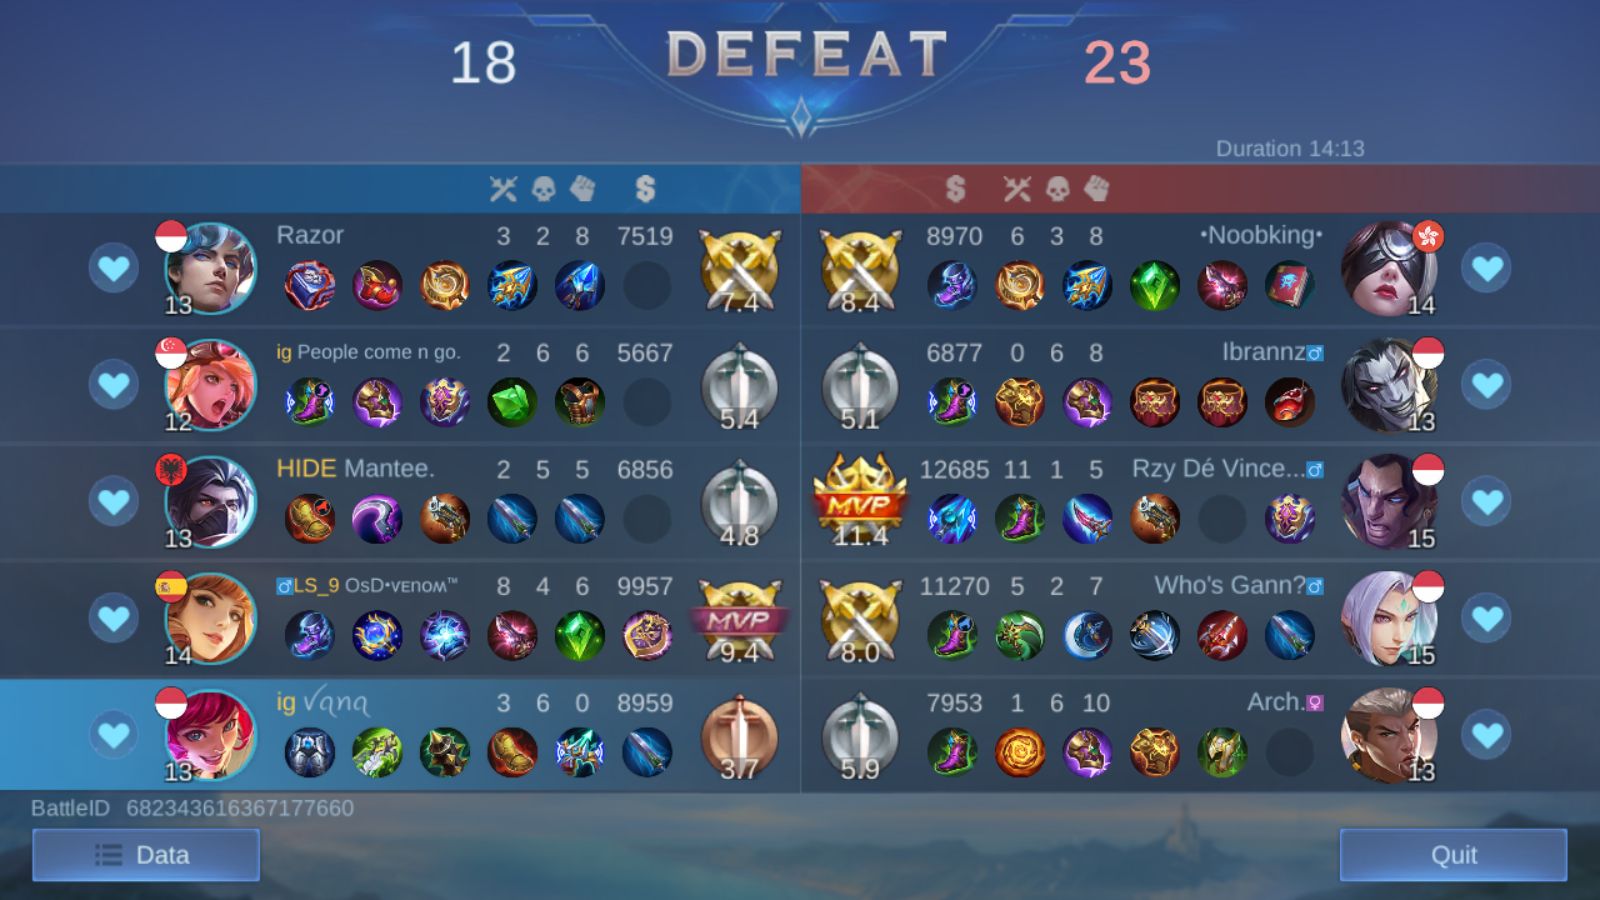 18 DEFEAT 23
Duration 14:13
Razor 3 2 8 7519
13 7.4
8970 6 3 8 •Noobking•
8.4 14
ig People come n go. 2 6 6 5667
12 5.4
6877 0 6 8 Ibrannz
5.1 13
HIDE Mantee. 2 5 5 6856
13 4.8
12685 11 1 5 Rzy Dé Vince...
MVP
11.4 15
LS_9 OsD•vᴇnoм™ 8 4 6 9957
MVP
14 9.4
11270 5 2 7 Who's Gann?
8.0 15
ig Vana 3 6 0 8959
13 3.7
7953 1 6 10 Arch.
5.9 13
BattleID 682343616367177660
Data
Quit